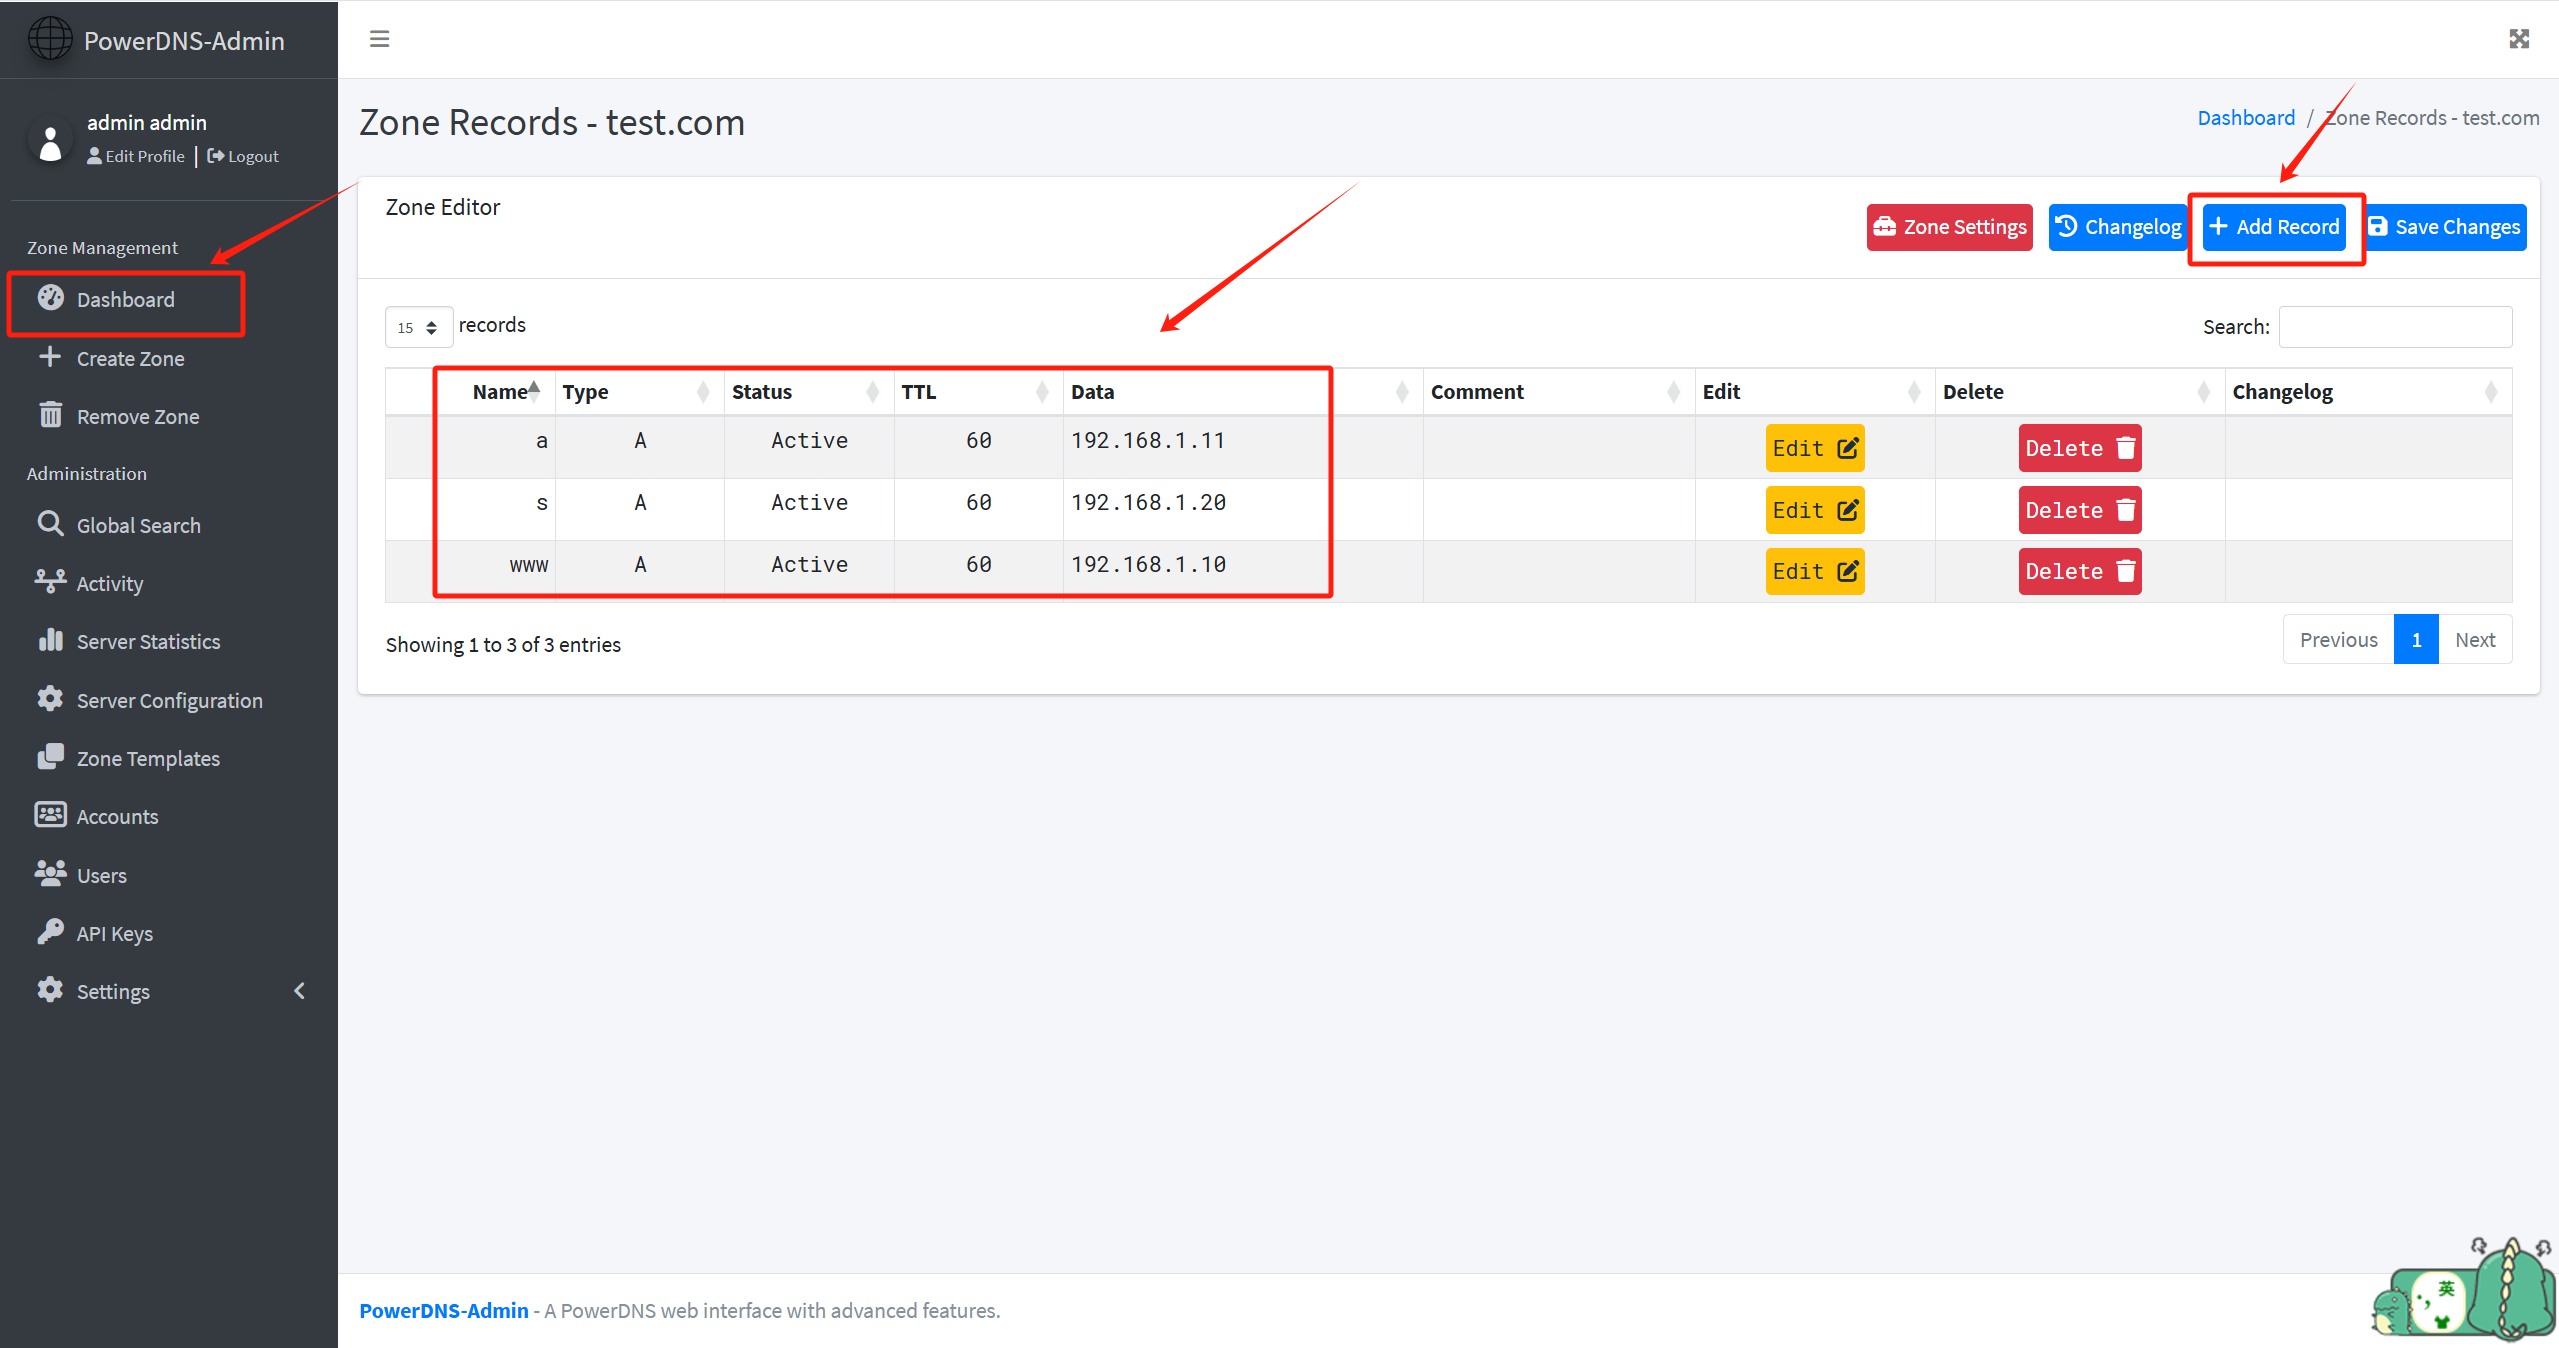 PowerDNS-Admin
admin admin
Edit Profile | Logout
Zone Management
Dashboard
Create Zone
Remove Zone
Administration
Global Search
Activity
Server Statistics
Server Configuration
Zone Templates
Accounts
Users
API Keys
Settings
Zone Records - test.com
Dashboard / Zone Records - test.com
Zone Editor
Zone Settings Changelog Add Record Save Changes
15 records
Search:
Name Type Status TTL Data Comment Edit Delete Changelog
a A Active 60 192.168.1.11 Edit Delete
s A Active 60 192.168.1.20 Edit Delete
www A Active 60 192.168.1.10 Edit Delete
Showing 1 to 3 of 3 entries
Previous 1 Next
PowerDNS-Admin - A PowerDNS web interface with advanced features.
英